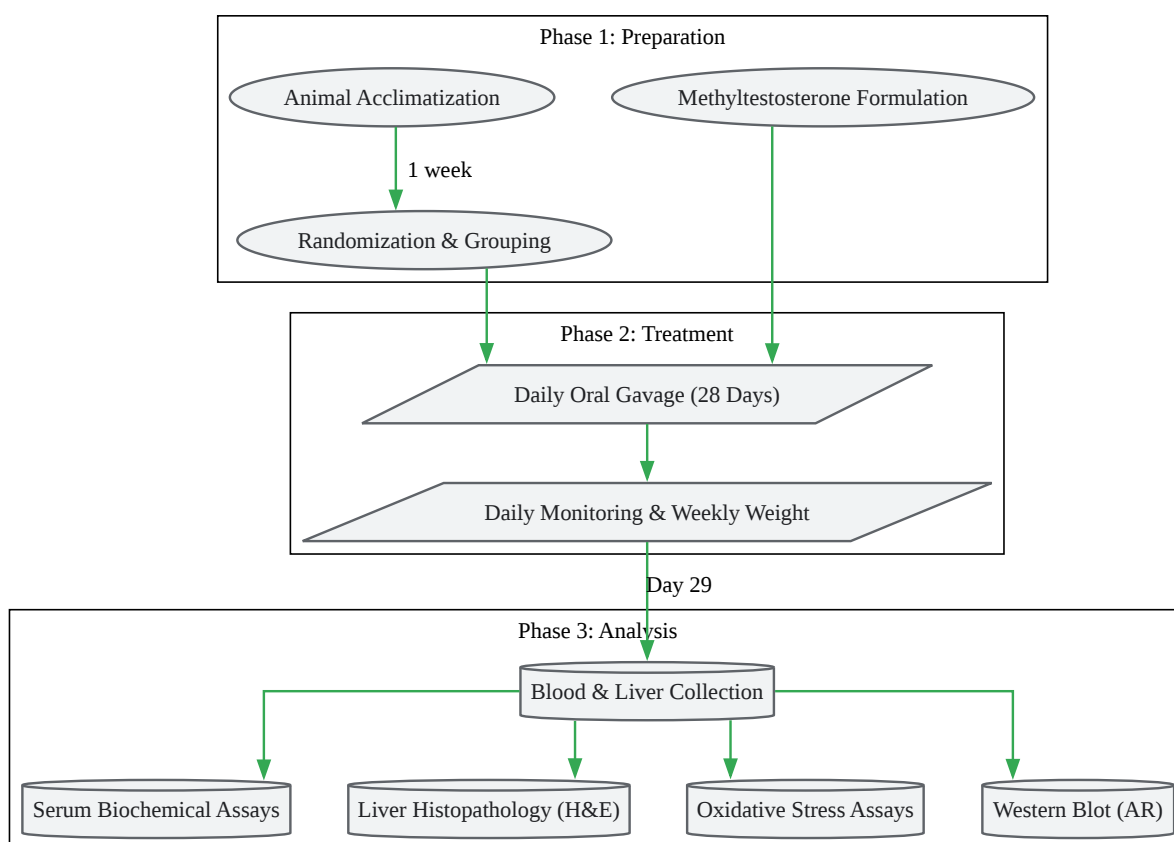 Phase 1: Preparation
Animal Acclimatization
Methyltestosterone Formulation
1 week
Randomization & Grouping
Phase 2: Treatment
Daily Oral Gavage (28 Days)
Daily Monitoring & Weekly Weight
Day 29
Phase 3: Analysis
Blood & Liver Collection
Serum Biochemical Assays
Liver Histopathology (H&E)
Oxidative Stress Assays
Western Blot (AR)